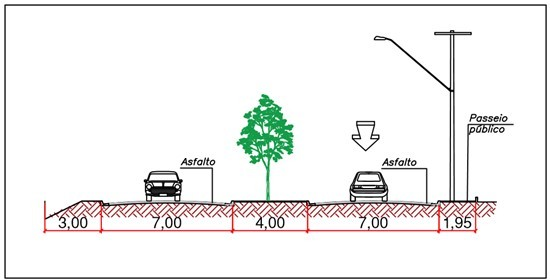 Passeio
público
Asfalto
Asfalto
3,00
7,00
4,00
7,00
1,95